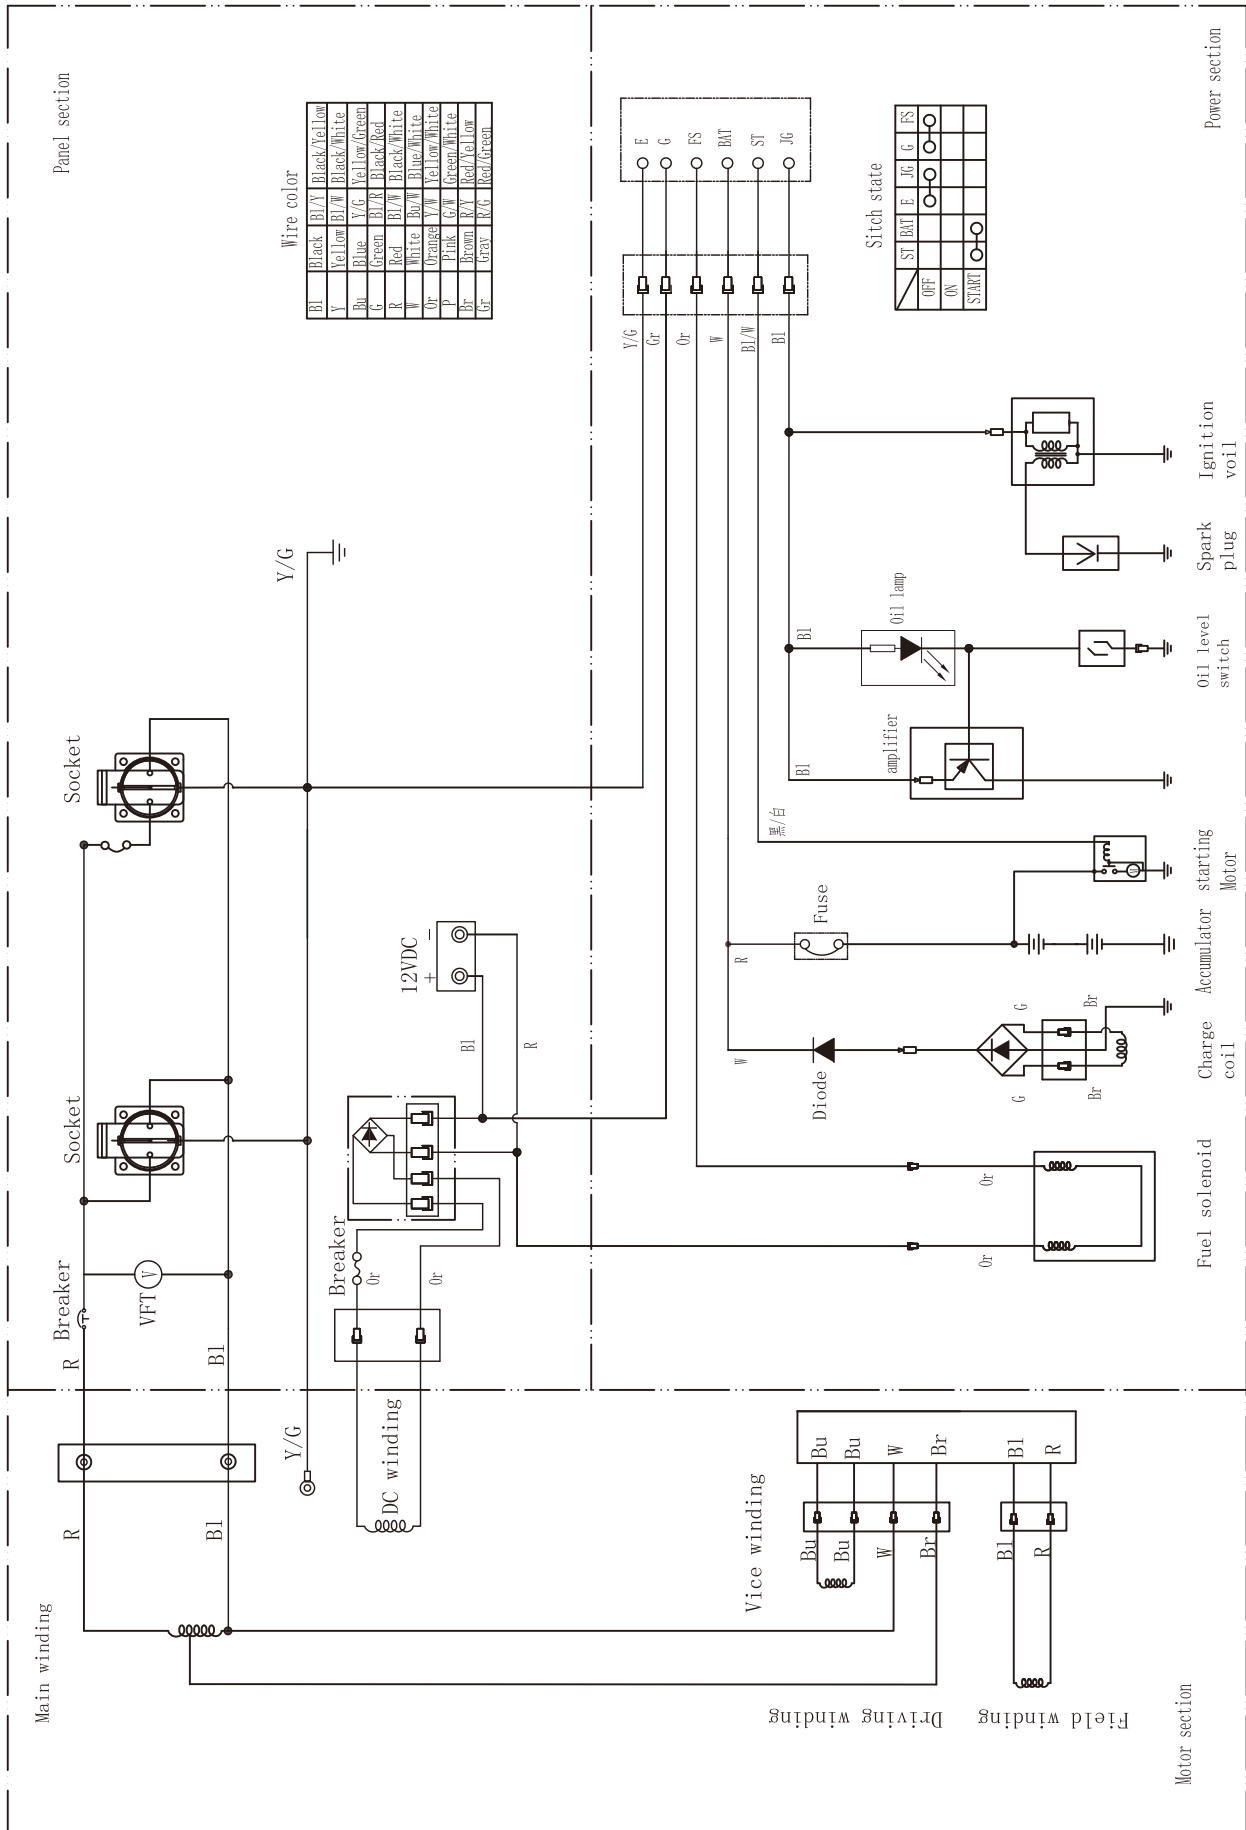 Panel section
Wire color
Bl Black Bl/Y Black/Yellow
Y Yellow Bl/W Black/White
Bu Blue Y/G Yellow/Green
G Green Bl/R Black/Red
R Red Bl/W Black/White
W White Bu/W Blue/White
Or Orange Y/W Yellow/White
P Pink G/W Green/White
Br Brown R/Y Red/Yellow
Gr Gray R/G Red/Green
Socket
Socket
Y/G
12VDC
+ -
Bl
R
Breaker
VFT
V
R
Bl
Breaker
Or
Or
Main winding
R
Bl
Y/G
DC winding
Power section
E
G
FS
BAT
ST
JG
Y/G
Gr
Or
W
Bl/W
Bl
Sitch state
ST BAT E JG G FS
OFF
ON
START
Ignition
voil
Spark
plug
Oil lamp
Bl
Oil level
switch
amplifier
Bl
黑/白
starting
Motor
M
Fuse
R
Accumulator
Diode
W
G
G
Br
Br
Charge
coil
Or
Or
Fuel solenoid
Vice winding
Bu
Bu
W
Br
Bl
R
Bu
Bu
W
Br
Bl
R
Driving winding
Field winding
Motor section